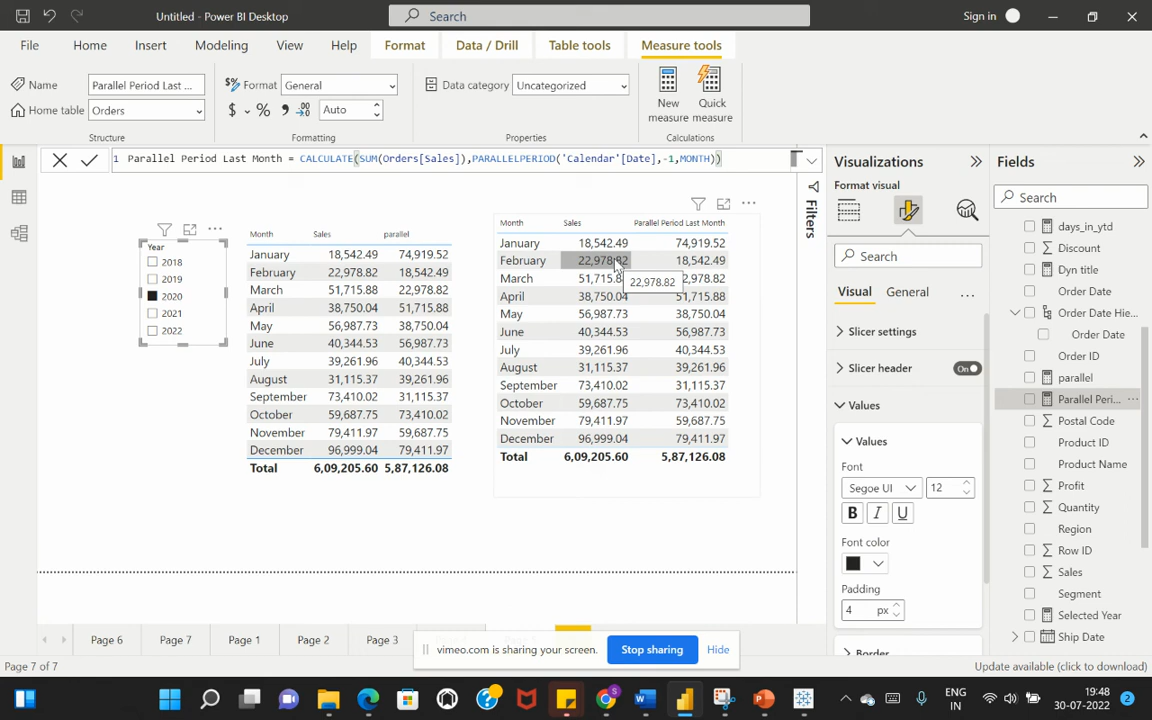 Untitled - Power BI Desktop
Search
Sign in
File
Home
Insert
Modeling
View
Help
Format
Data / Drill
Table tools
Measure tools
Name
Parallel Period Last ...
Home table
Orders
Structure
Format
General
$
%
Auto
Formatting
Data category
Uncategorized
Properties
New measure
Quick measure
Calculations
1 Parallel Period Last Month = CALCULATE(SUM(Orders[Sales]),PARALLELPERIOD('Calendar'[Date],-1,MONTH))
Year
2018
2019
2020
2021
2022
Month Sales parallel
January 18,542.49 74,919.52
February 22,978.82 18,542.49
March 51,715.88 22,978.82
April 38,750.04 51,715.88
May 56,987.73 38,750.04
June 40,344.53 56,987.73
July 39,261.96 40,344.53
August 31,115.37 39,261.96
September 73,410.02 31,115.37
October 59,687.75 73,410.02
November 79,411.97 59,687.75
December 96,999.04 79,411.97
Total 6,09,205.60 5,87,126.08
Month Sales Parallel Period Last Month
January 18,542.49 74,919.52
February 22,978.82 18,542.49
March 51,715.8 2,978.82
22,978.82
April 38,750.04 51,715.88
May 56,987.73 38,750.04
June 40,344.53 56,987.73
July 39,261.96 40,344.53
August 31,115.37 39,261.96
September 73,410.02 31,115.37
October 59,687.75 73,410.02
November 79,411.97 59,687.75
December 96,999.04 79,411.97
Total 6,09,205.60 5,87,126.08
Filters
Visualizations
Format visual
Search
Visual
General
...
Slicer settings
Slicer header
On
Values
Values
Font
Segoe UI
12
B
I
U
Font color
Padding
4 px
Border
Fields
Search
days_in_ytd
Discount
Dyn title
Order Date
Order Date Hie...
Order Date
Order ID
parallel
Parallel Peri...
Postal Code
Product ID
Product Name
Profit
Quantity
Region
Row ID
Sales
Segment
Selected Year
Ship Date
Page 6
Page 7
Page 1
Page 2
Page 3
vimeo.com is sharing your screen.
Stop sharing
Hide
Page 7 of 7
Update available (click to download)
ENG
IN
19:48
30-07-2022
2